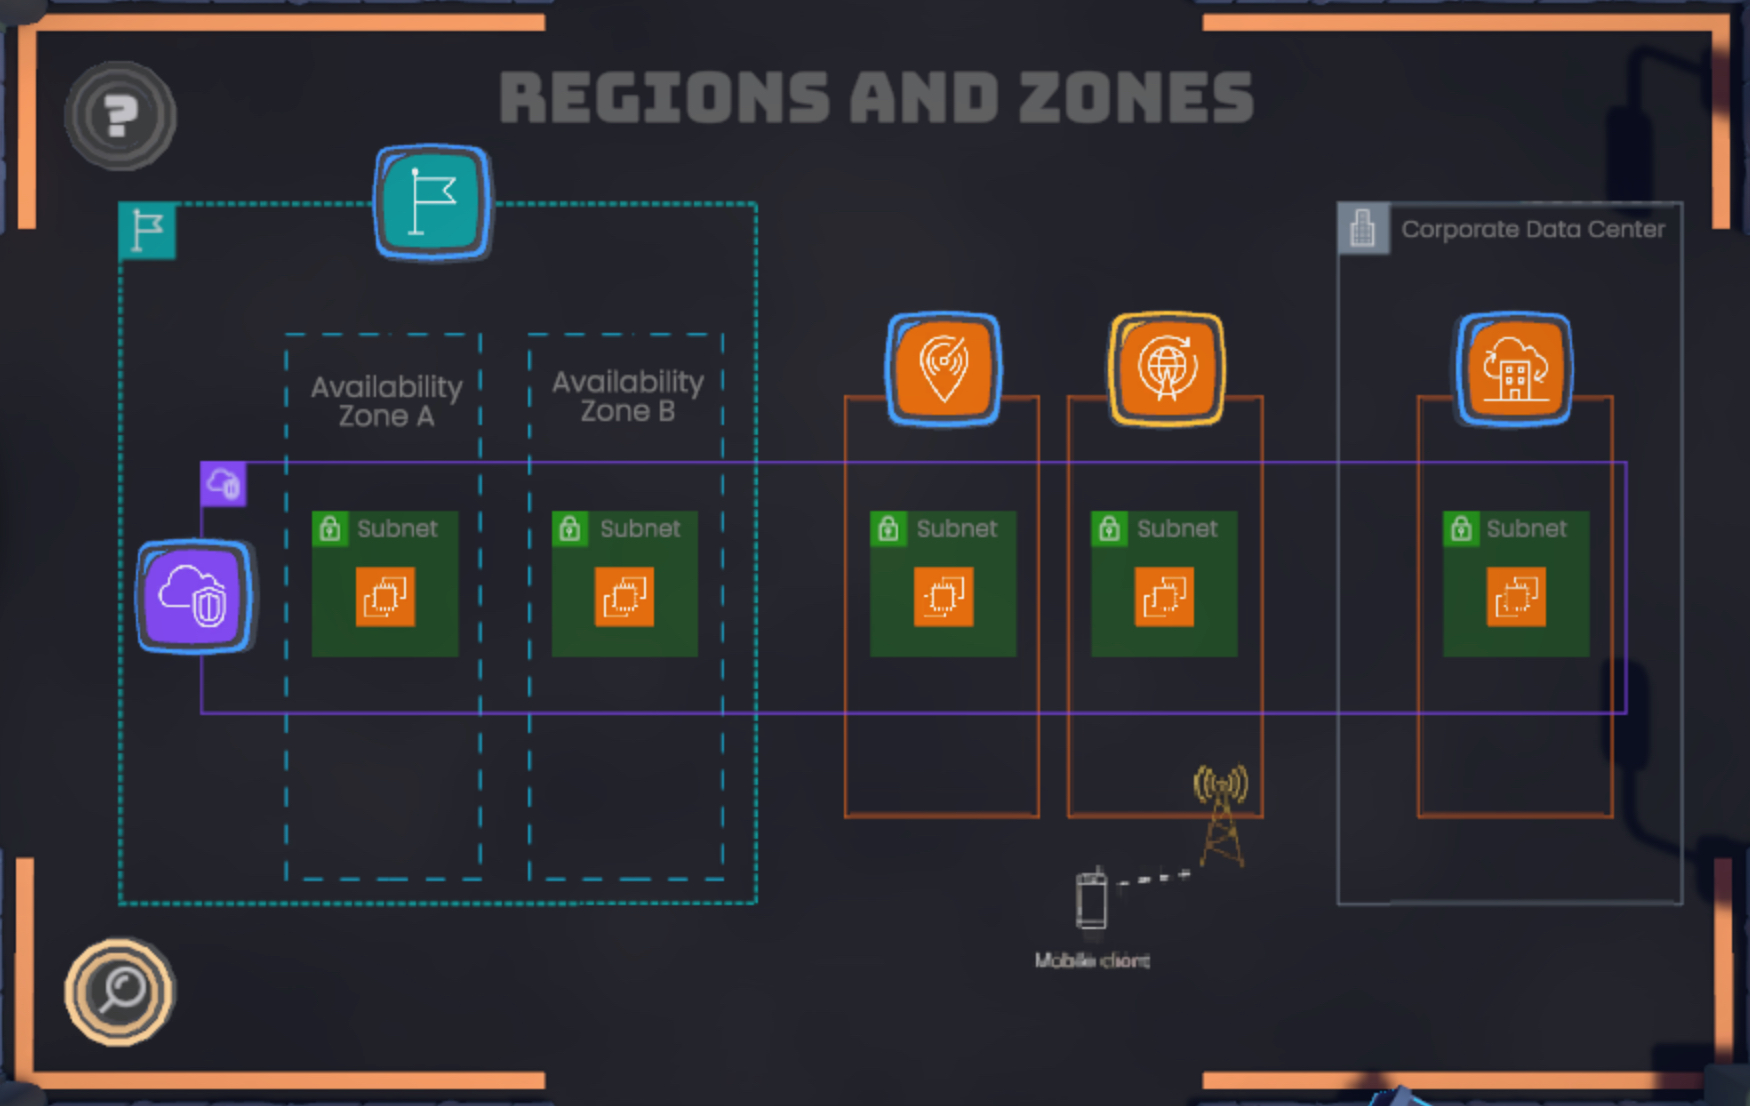 ?
REGIONS AND ZONES
Corporate Data Center
Availability
Zone A
Availability
Zone B
Subnet
Subnet
Subnet
Subnet
Subnet
Mobile client